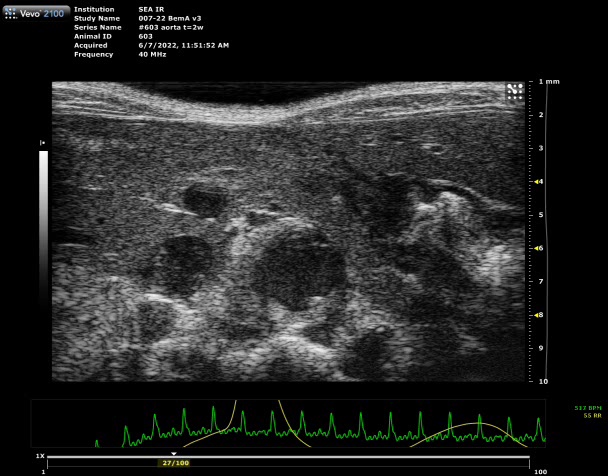 Vevo 2100
Institution SEA IR
Study Name 007-22 BemA v3
Series Name #603 aorta t=2w
Animal ID 603
Acquired 6/7/2022, 11:51:52 AM
Frequency 40 MHz
1 mm
2
3
4
5
6
7
8
9
10
BPM
55 RR
1X
27/100
1
100